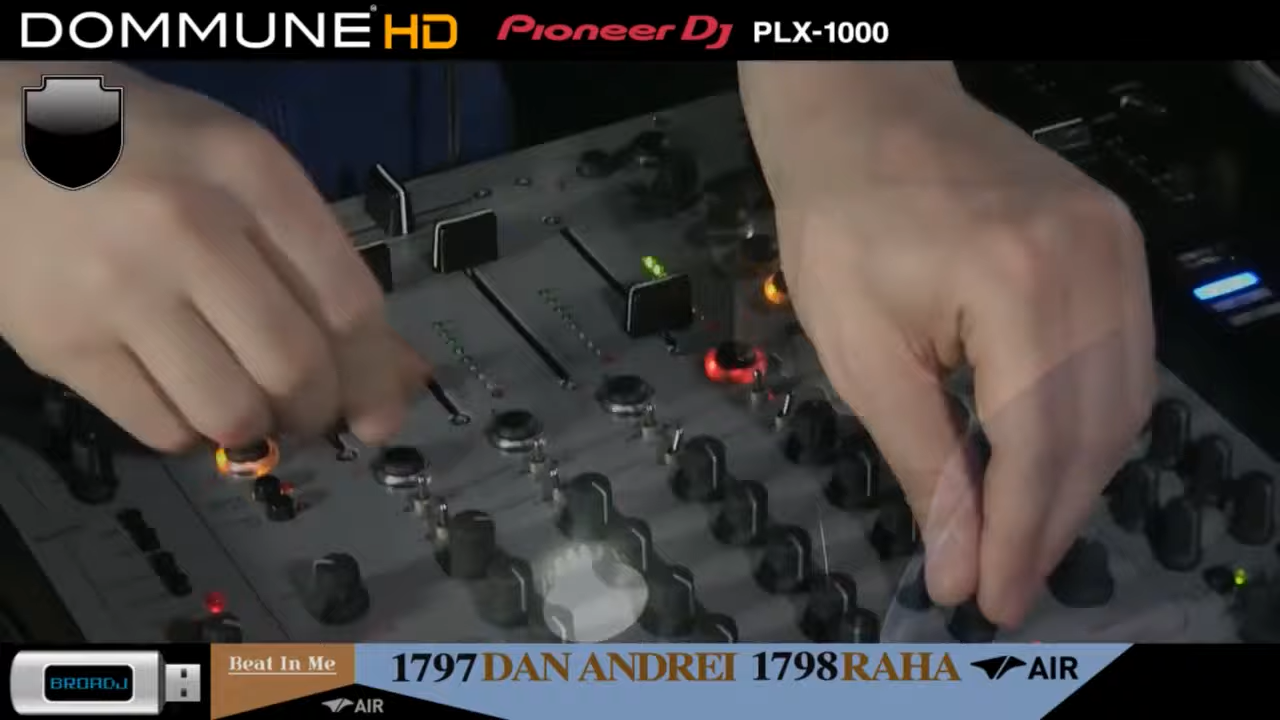 DOMMUNE HD Pioneer Dj PLX-1000
BROADJ Beat In Me 1797 DAN ANDREI 1798 RAHA AIR
AIR